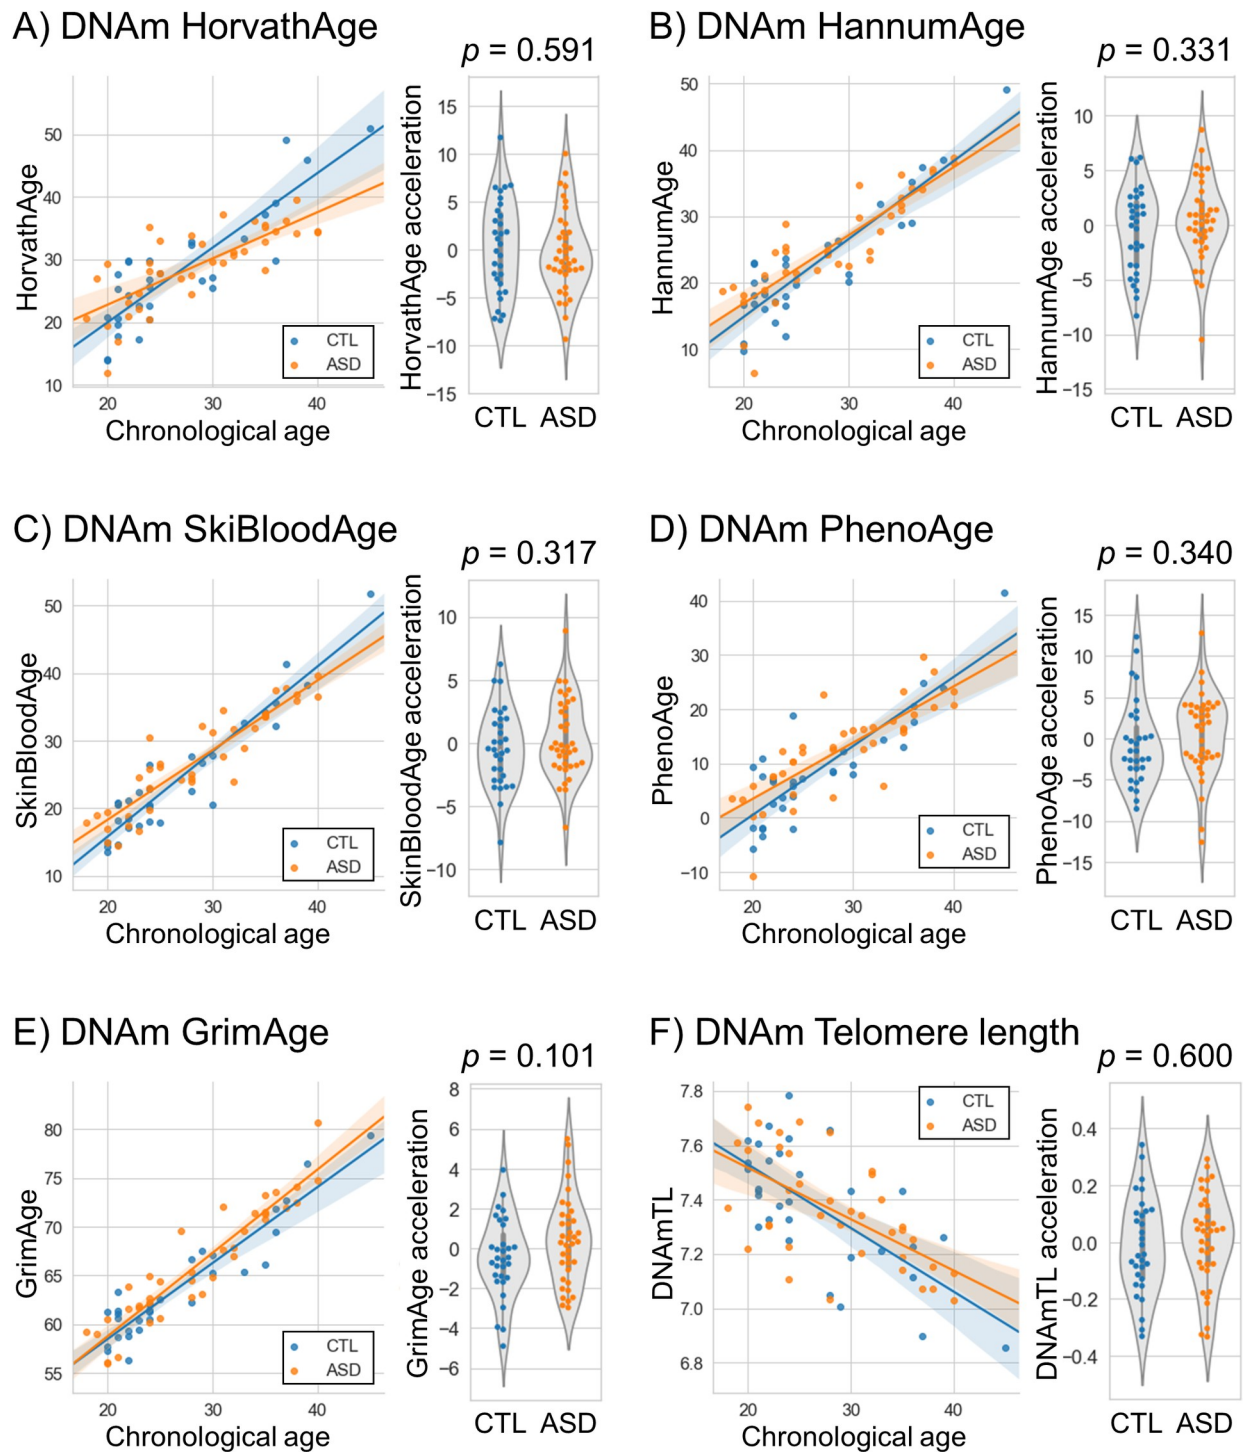 A) DNAm HorvathAge
p = 0.591
HorvathAge
50
40
30
20
10
CTL
ASD
20 30 40
Chronological age
HorvathAge acceleration
15
10
5
0
−5
−10
−15
CTL ASD
B) DNAm HannumAge
p = 0.331
HannumAge
50
40
30
20
10
CTL
ASD
20 30 40
Chronological age
HannumAge acceleration
10
5
0
−5
−10
−15
CTL ASD
C) DNAm SkiBloodAge
p = 0.317
SkinBloodAge
50
40
30
20
10
CTL
ASD
20 30 40
Chronological age
SkinBloodAge acceleration
10
5
0
−5
−10
CTL ASD
D) DNAm PhenoAge
p = 0.340
PhenoAge
40
30
20
10
0
−10
CTL
ASD
20 30 40
Chronological age
PhenoAge acceleration
15
10
5
0
−5
−10
−15
CTL ASD
E) DNAm GrimAge
p = 0.101
GrimAge
80
75
70
65
60
55
CTL
ASD
20 30 40
Chronological age
GrimAge acceleration
8
6
4
2
0
−2
−4
−6
CTL ASD
F) DNAm Telomere length
p = 0.600
DNAmTL
7.8
7.6
7.4
7.2
7.0
6.8
CTL
ASD
20 30 40
Chronological age
DNAmTL acceleration
0.4
0.2
0.0
−0.2
−0.4
CTL ASD